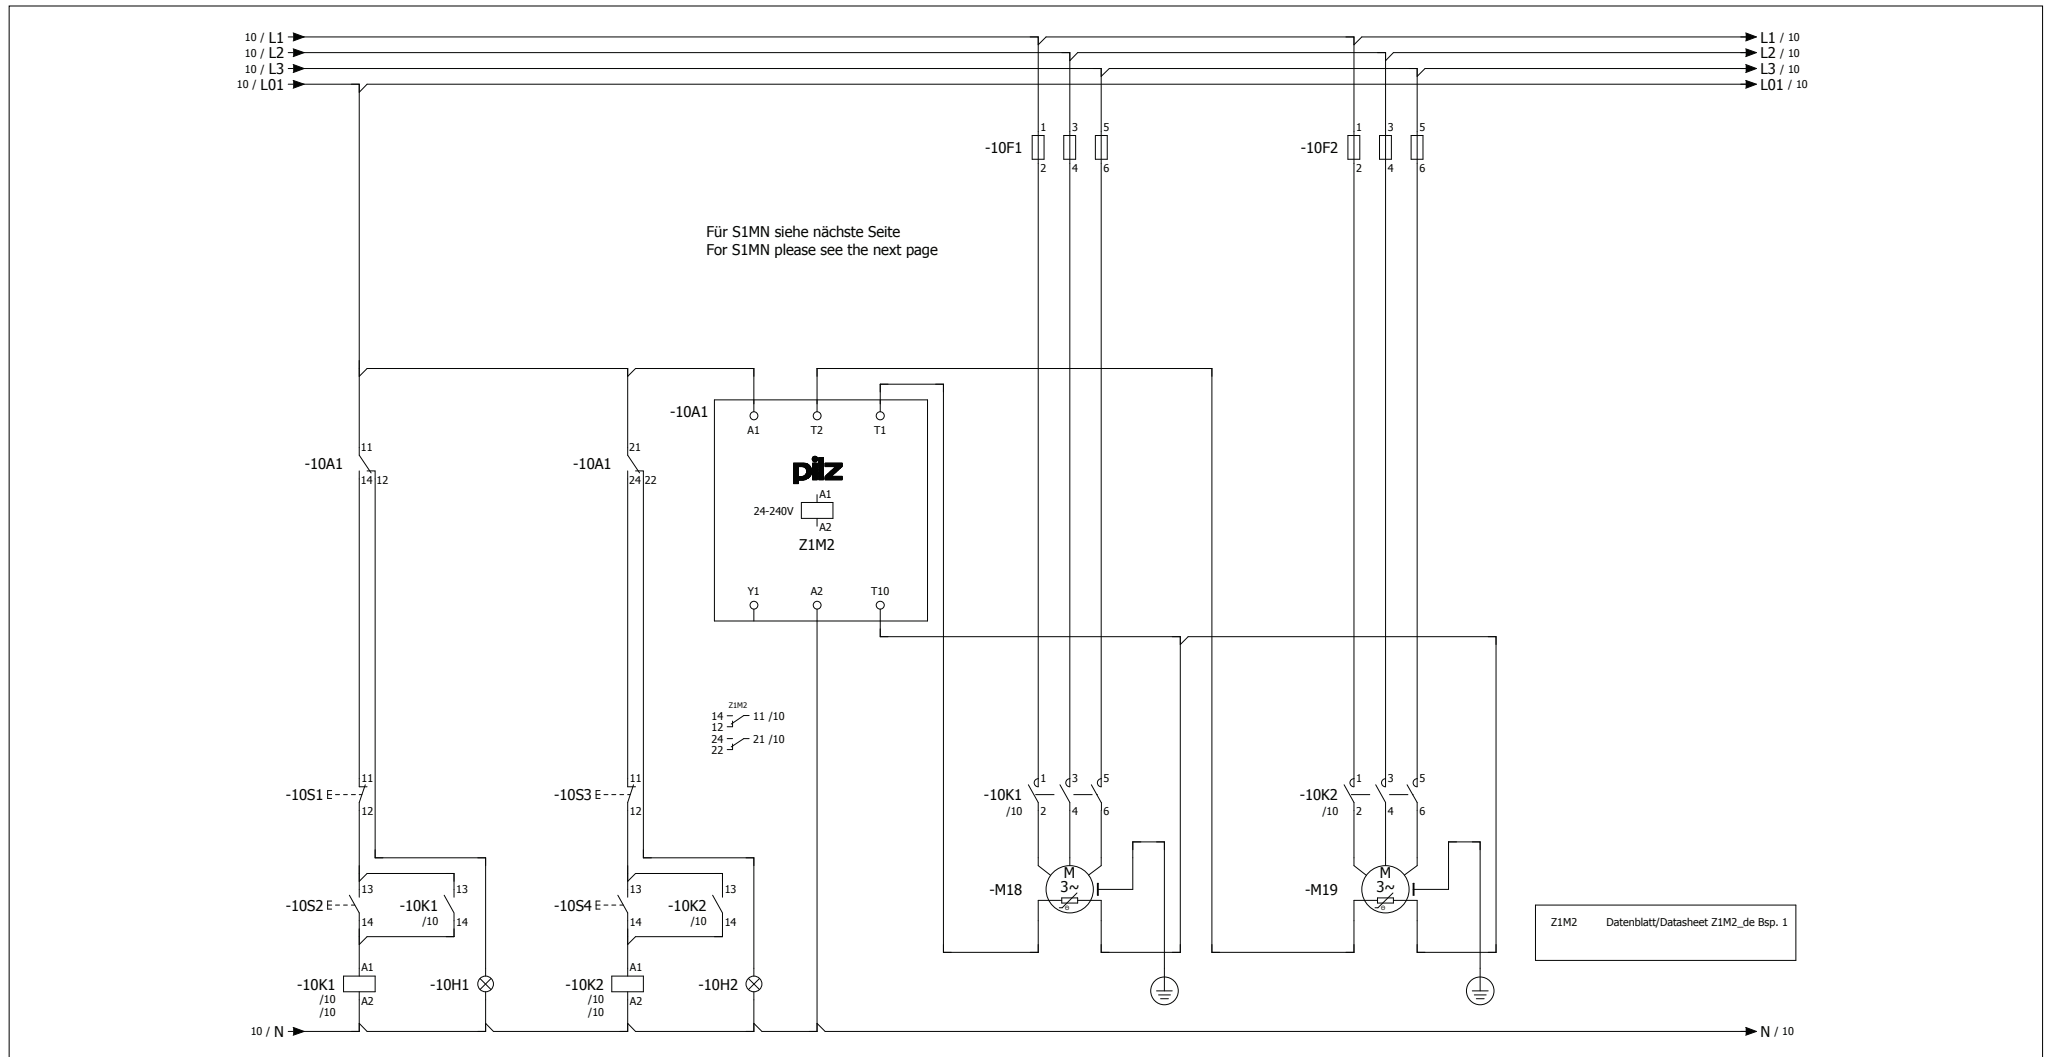 10 / L1
L1 / 10
10 / L2
L2 / 10
10 / L3
L3 / 10
10 / L01
L01 / 10
1 3 5
-10F1
2 4 6
1 3 5
-10F2
2 4 6
Für S1MN siehe nächste Seite
For S1MN please see the next page
11
-10A1
14 12
21
-10A1
24 22
-10A1
A1 T2 T1
pilz
A1
24-240V
A2
Z1M2
Y1 A2 T10
Z1M2
14 11 /10
12
24 21 /10
22
11
-10S1
12
11
-10S3
12
1 3 5
-10K1
/10
2 4 6
1 3 5
-10K2
/10
2 4 6
13
-10S2
14
13
-10K1
/10
14
13
-10S4
14
13
-10K2
/10
14
M
3~
-M18
Θ
M
3~
-M19
Θ
Z1M2 Datenblatt/Datasheet Z1M2_de Bsp. 1
A1
-10K1
/10
/10
A2
-10H1
A1
-10K2
/10
/10
A2
-10H2
10 / N
N / 10